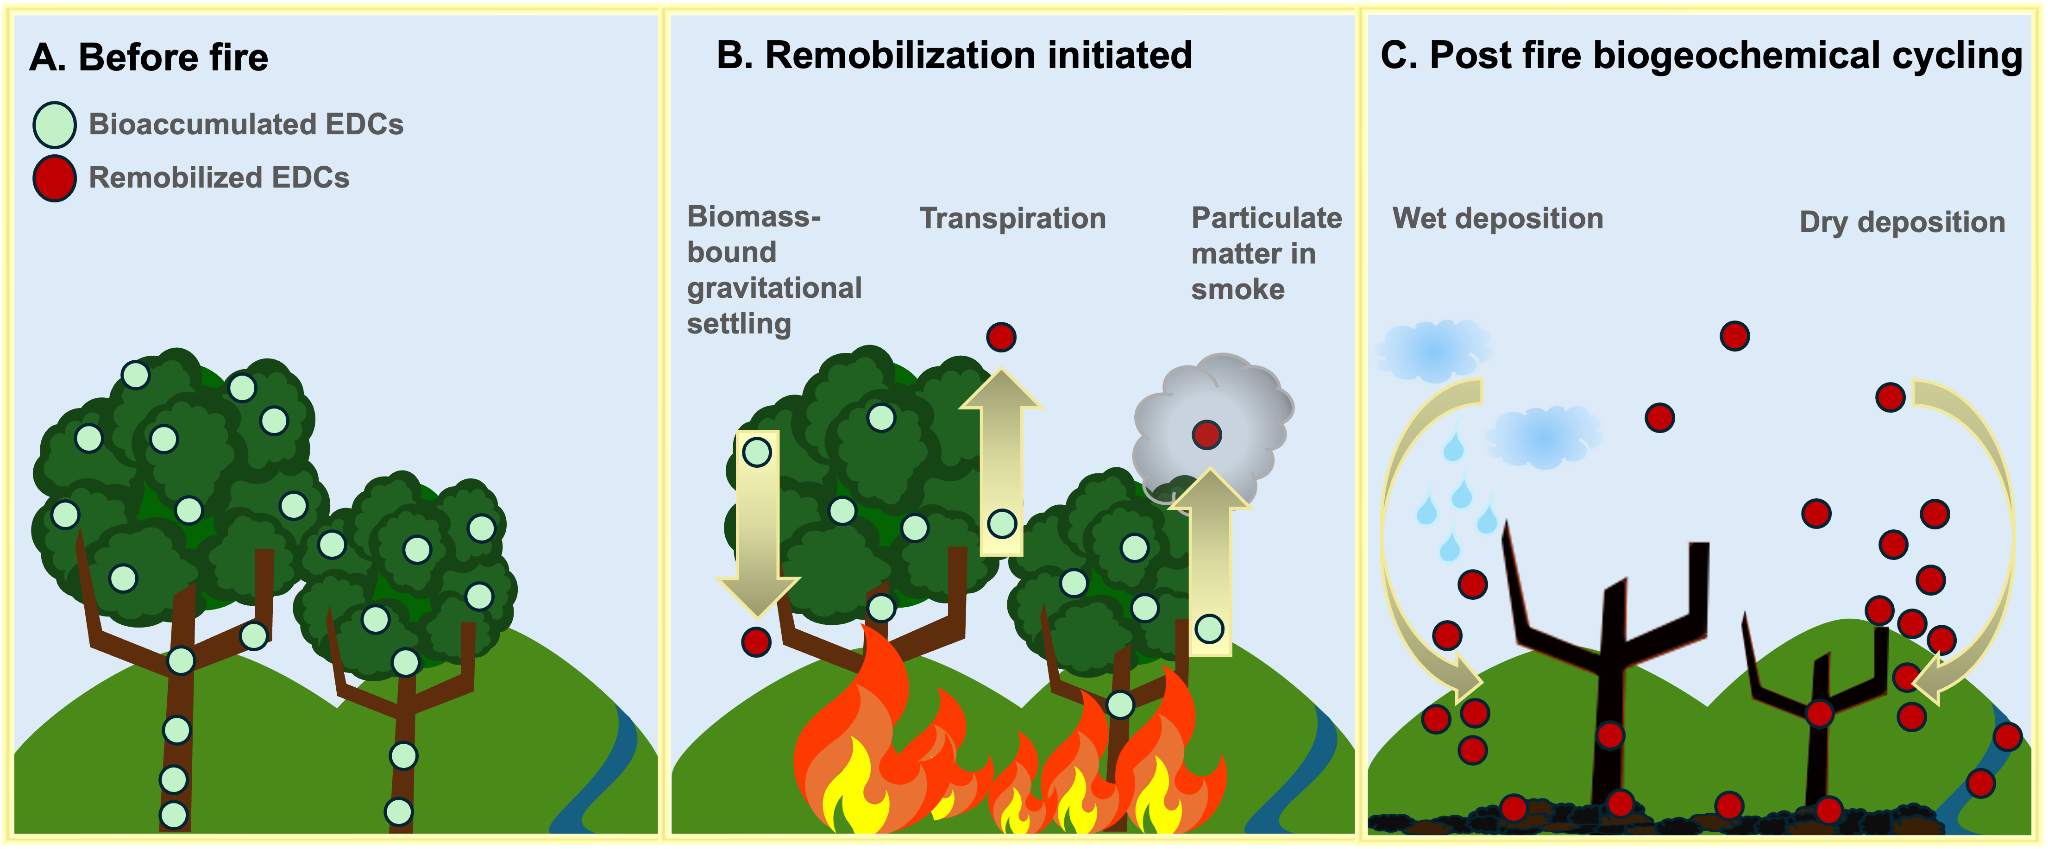 A. Before fire
Bioaccumulated EDCs
Remobilized EDCs
B. Remobilization initiated
Biomass-
bound
gravitational
settling
Transpiration
Particulate
matter in
smoke
C. Post fire biogeochemical cycling
Wet deposition
Dry deposition